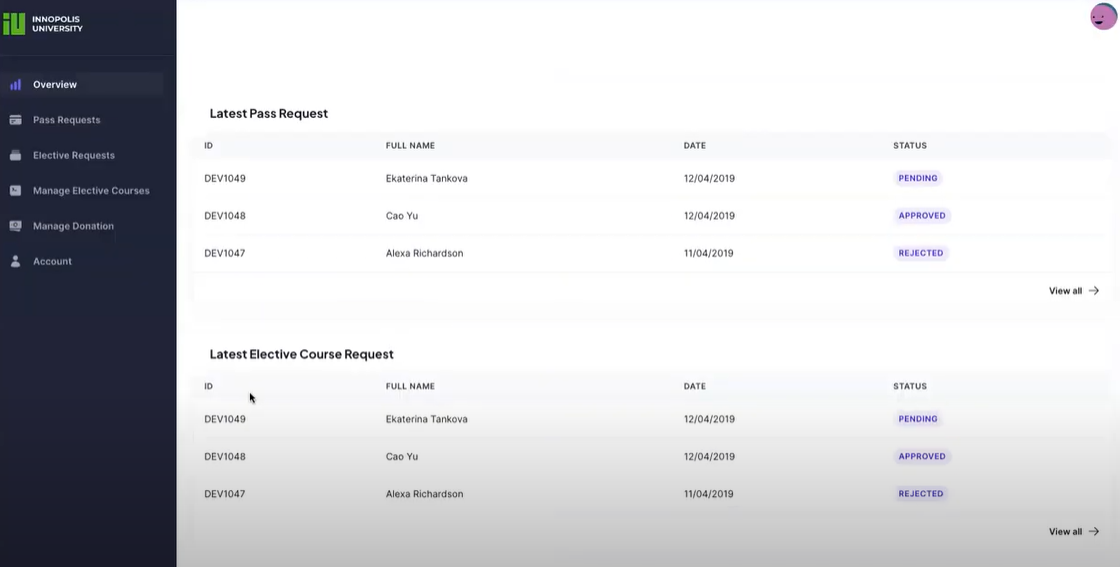 INNOPOLIS
UNIVERSITY
Overview
Pass Requests
Elective Requests
Manage Elective Courses
Manage Donation
Account
Latest Pass Request
ID FULL NAME DATE STATUS
DEV1049 Ekaterina Tankova 12/04/2019 PENDING
DEV1048 Cao Yu 12/04/2019 APPROVED
DEV1047 Alexa Richardson 11/04/2019 REJECTED
View all
Latest Elective Course Request
ID FULL NAME DATE STATUS
DEV1049 Ekaterina Tankova 12/04/2019 PENDING
DEV1048 Cao Yu 12/04/2019 APPROVED
DEV1047 Alexa Richardson 11/04/2019 REJECTED
View all